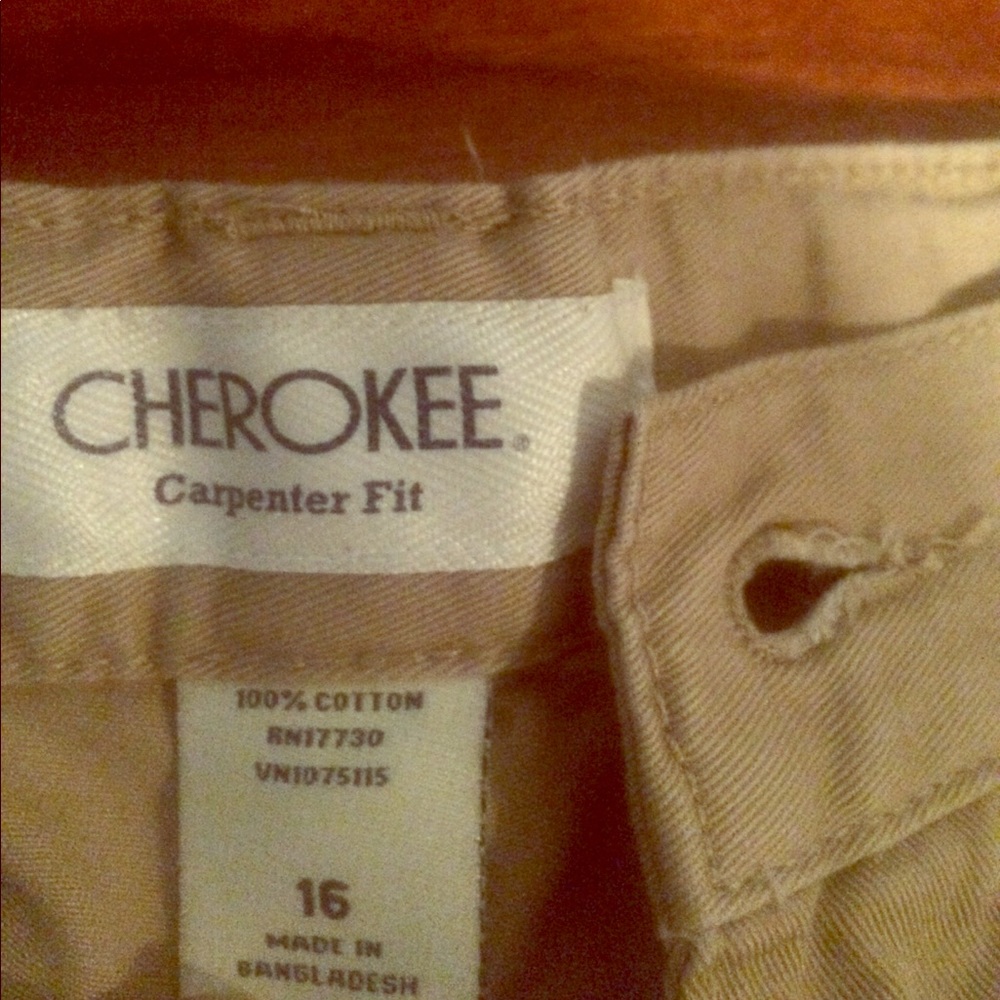 CHEROKEE®
Carpenter Fit
100% COTTON
RN17730
VN1075115
16
MADE IN
BANGLADESH